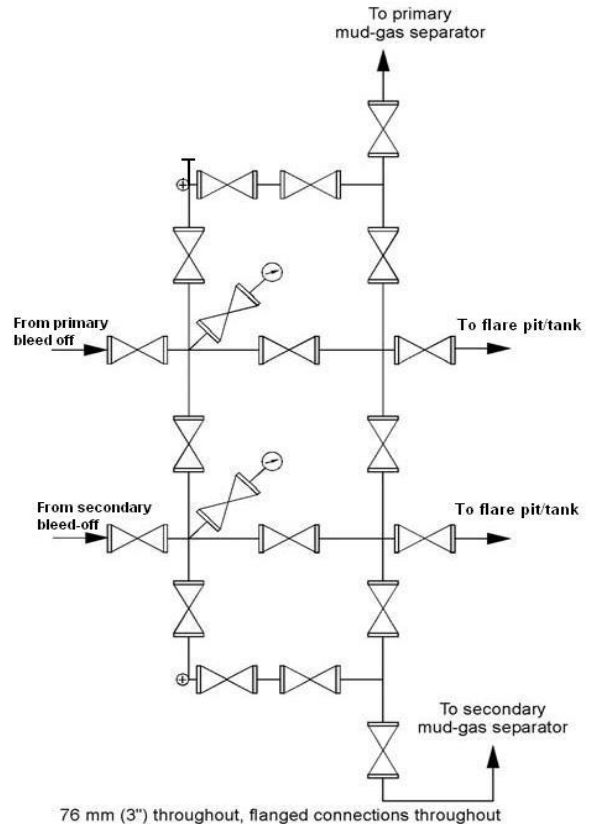 To primary
mud-gas separator
From primary
bleed off
To flare pit/tank
From secondary
bleed-off
To flare pit/tank
To secondary
mud-gas separator
76 mm (3") throughout, flanged connections throughout